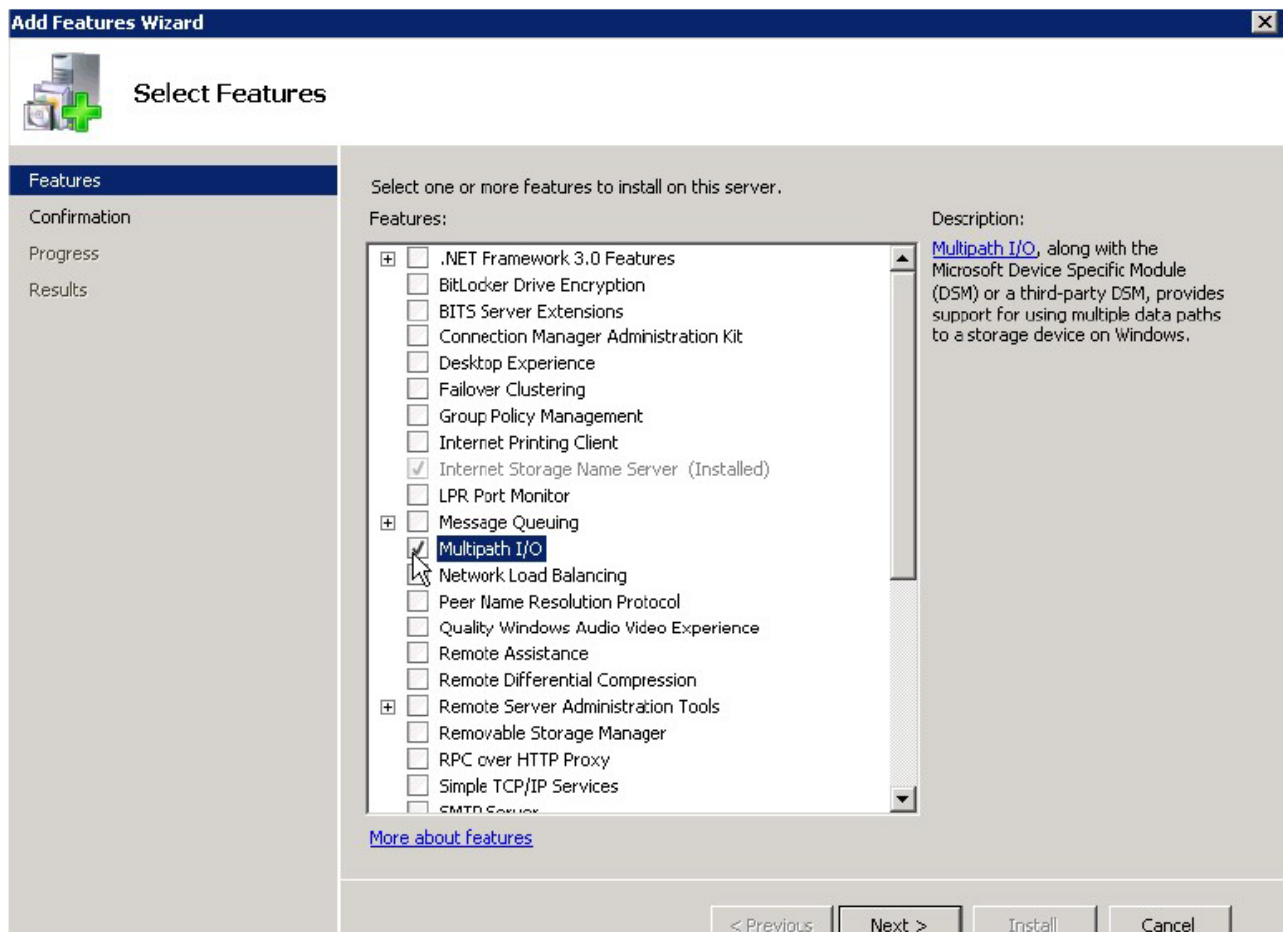 Add Features Wizard
Select Features
Features
Confirmation
Progress
Results
Select one or more features to install on this server.
Features:
.NET Framework 3.0 Features
BitLocker Drive Encryption
BITS Server Extensions
Connection Manager Administration Kit
Desktop Experience
Failover Clustering
Group Policy Management
Internet Printing Client
Internet Storage Name Server (Installed)
LPR Port Monitor
Message Queuing
Multipath I/O
Network Load Balancing
Peer Name Resolution Protocol
Quality Windows Audio Video Experience
Remote Assistance
Remote Differential Compression
Remote Server Administration Tools
Removable Storage Manager
RPC over HTTP Proxy
Simple TCP/IP Services
SMTP Server
More about features
Description:
Multipath I/O, along with the
Microsoft Device Specific Module
(DSM) or a third-party DSM, provides
support for using multiple data paths
to a storage device on Windows.
< Previous
Next >
Install
Cancel